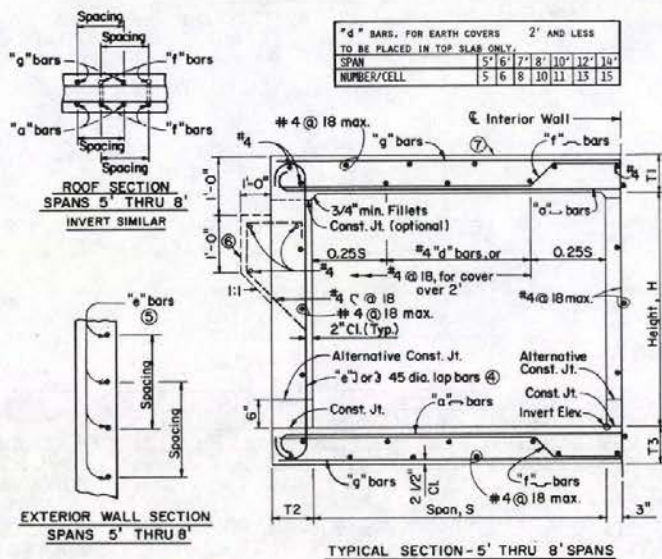 Spacing
Spacing
"g" bars
"f" bars
"a" bars
"f" bars
ROOF SECTION
SPANS 5' THRU 8'
INVERT SIMILAR
"d" BARS, FOR EARTH COVERS 2' AND LESS
TO BE PLACED IN TOP SLAB ONLY.
SPAN 5' 6' 7' 8' 10' 12' 14'
NUMBER/CELL 5 6 8 10 11 13 15
℄ Interior Wall
#4 @ 18 max.
"g" bars
⑦
"f" bars
#4
#4
T1
1'-0"
1'-0"
3/4" min. Fillets
Const. Jt. (optional)
"a" bars
1'-0"
⑥
0.25S
#4 "d" bars, or
0.25S
#4
#4 @ 18, for cover
over 2'
1:1
#4 @ 18
#4 @ 18 max.
#4 @ 18 max.
2" Cl. (Typ.)
Height, H
"e" bars
⑤
Spacing
Spacing
Alternative Const. Jt.
Alternative
Const. Jt.
"e" or 45 dia. lap bars ④
6"
Const. Jt.
"a" bars
Const. Jt.
Invert Elev.
T3
"g" bars
2 1/2"
Cl.
"f" bars
#4 @ 18 max.
T2
Span, S
3"
EXTERIOR WALL SECTION
SPANS 5' THRU 8'
TYPICAL SECTION - 5' THRU 8' SPANS